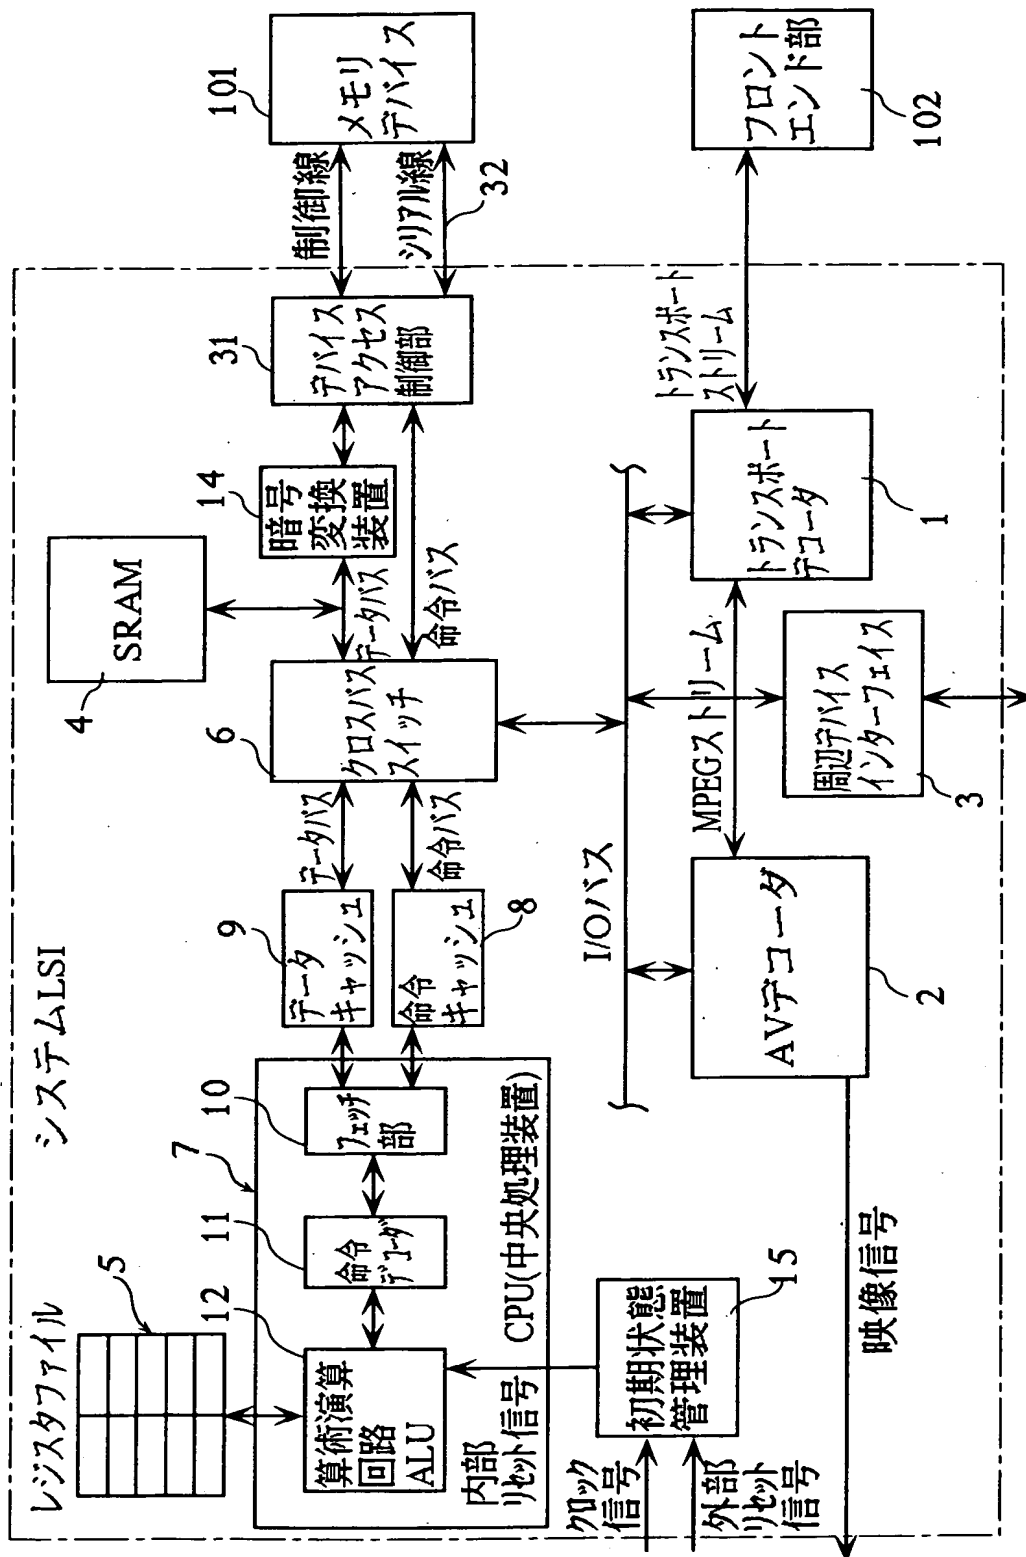 システムLSI
レジスタファイル
5
SRAM
4
7
12
11
10
9
6
14
31
101
算術演算
回路
ALU
命令
デコーダ
フェッチ
部
データ
キャッシュ
命令
キャッシュ
8
データバス
命令バス
クロスバス
スイッチ
データバス
命令バス
暗号
変換
装置
デバイス
アクセス
制御部
制御線
シリアル線
32
メモリ
デバイス
内部
リセット信号
CPU(中央処理装置)
クロック
信号
外部
リセット
信号
初期状態
管理装置
15
I/Oバス
AVデコーダ
2
MPEGストリーム
周辺デバイス
インターフェイス
3
トランスポート
デコーダ
1
トランスポート
ストリーム
フロント
エンド部
102
映像信号